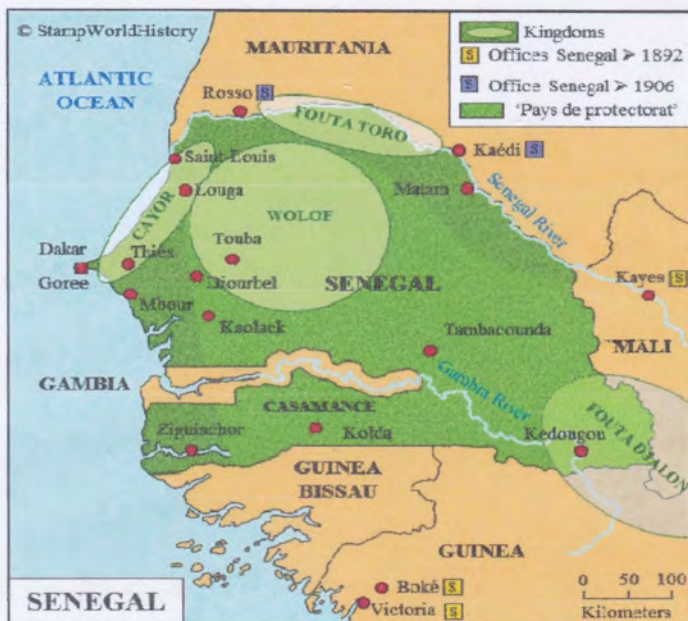 © StampWorldHistory
MAURITANIA
Kingdoms
S Offices Senegal > 1892
S Office Senegal > 1906
'Pays de protectorat'
ATLANTIC
OCEAN
Rosso S
FOUTA TORO
Kaédi S
Saint-Louis
Louga
Matam
Senegal River
CAYOR
WOLOF
Touba
Dakar
Goree
Thiés
Diourbel
SENEGAL
Kayes S
Mbour
Kaolack
Tambacounda
MALI
GAMBIA
Gambia River
CASAMANCE
FOUTA DJALON
Ziguinchor
Kolda
Kedougou
GUINEA
BISSAU
GUINEA
Boké S
Victoria S
0 50 100
Kilometers
SENEGAL